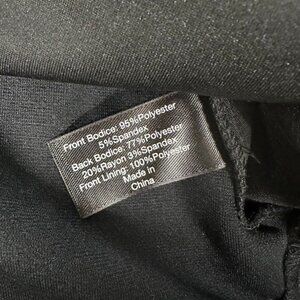 Front Bodice: 95%Polyester
5%Spandex
Back Bodice: 77%Polyester
20%Rayon 3%Spandex
Front Lining: 100%Polyester
Made in
China